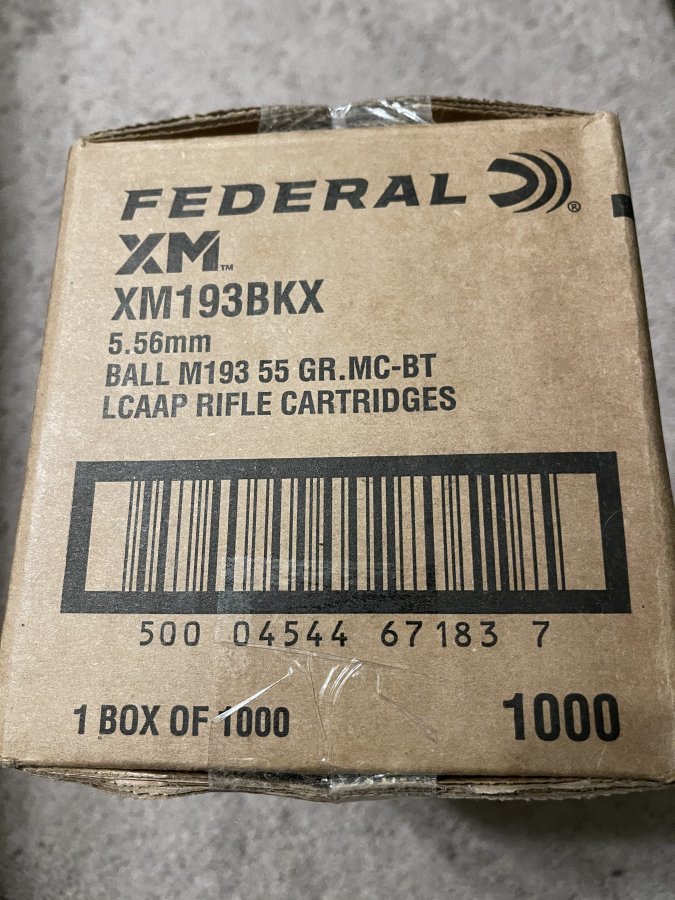 FEDERAL ®
XM™
XM193BKX
5.56mm
BALL M193 55 GR.MC-BT
LCAAP RIFLE CARTRIDGES
500 04544 67183 7
1 BOX OF 1000
1000